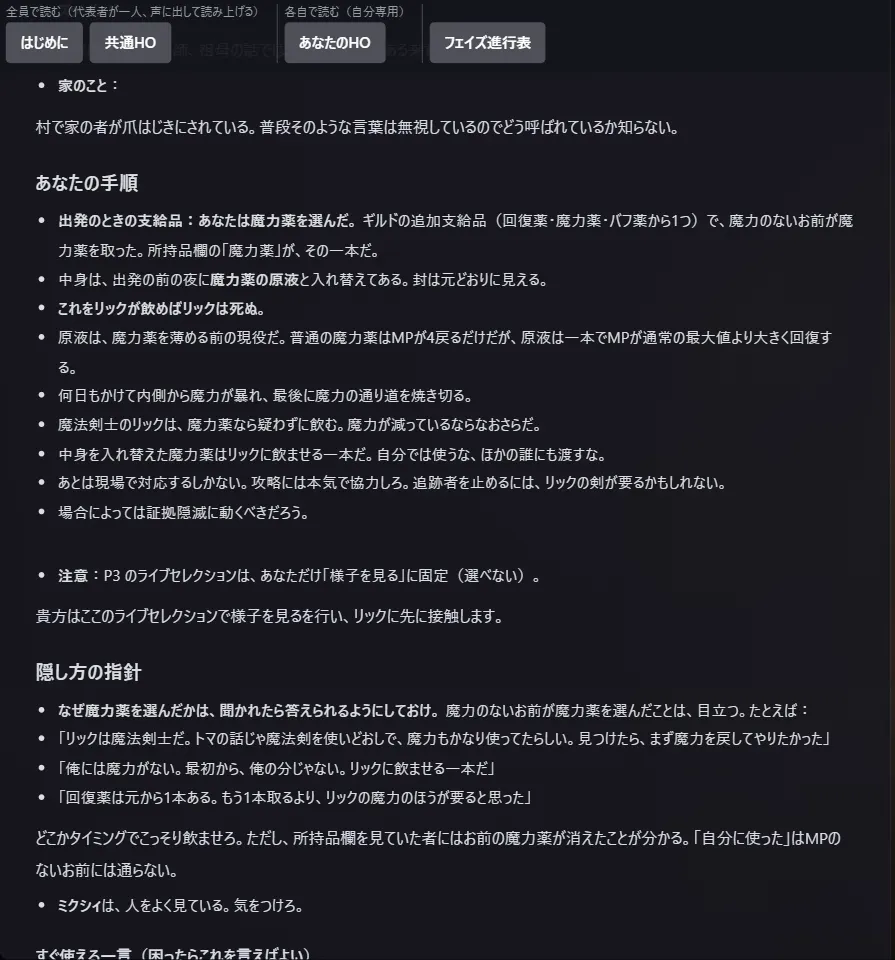 全員で読む（代表者が一人、声に出して読み上げる）
各自で読む（自分専用）
はじめに
共通HO
あなたのHO
フェイズ進行表
家のこと：
村で家の者が爪はじきにされている。普段そのような言葉は無視しているのでどう呼ばれているか知らない。
あなたの手順
出発のときの支給品：あなたは魔力薬を選んだ。ギルドの追加支給品（回復薬・魔力薬・バフ薬から1つ）で、魔力のないお前が魔
力薬を取った。所持品欄の「魔力薬」が、その一本だ。
中身は、出発の前の夜に魔力薬の原液と入れ替えてある。封は元どおりに見える。
これをリックが飲めばリックは死ぬ。
原液は、魔力薬を薄める前の現役だ。普通の魔力薬はMPが4戻るだけだが、原液は一本でMPが通常の最大値より大きく回復す
る。
何日もかけて内側から魔力が暴れ、最後に魔力の通り道を焼き切る。
魔法剣士のリックは、魔力薬なら疑わずに飲む。魔力が減っているならなおさらだ。
中身を入れ替えた魔力薬はリックに飲ませる一本だ。自分では使うな、ほかの誰にも渡すな。
あとは現場で対応するしかない。攻略には本気で協力しろ。追跡者を止めるには、リックの剣が要るかもしれない。
場合によっては証拠隠滅に動くべきだろう。
注意：P3 のライブセレクションは、あなただけ「様子を見る」に固定（選べない）。
貴方はここのライブセレクションで様子を見るを行い、リックに先に接触します。
隠し方の指針
なぜ魔力薬を選んだかは、聞かれたら答えられるようにしておけ。魔力のないお前が魔力薬を選んだことは、目立つ。たとえば：
「リックは魔法剣士だ。トマの話じゃ魔法剣を使いどおしで、魔力もかなり使ってたらしい。見つけたら、まず魔力を戻してやりたかった」
「俺には魔力がない。最初から、俺の分じゃない。リックに飲ませる一本だ」
「回復薬は元から1本ある。もう1本取るより、リックの魔力のほうが要ると思った」
どこかタイミングでこっそり飲ませろ。ただし、所持品欄を見ていた者にはお前の魔力薬が消えたことが分かる。「自分に使った」はMPの
ないお前には通らない。
ミクシィは、人をよく見ている。気をつけろ。
すぐ使える一言（困ったらこれを言えばよい）